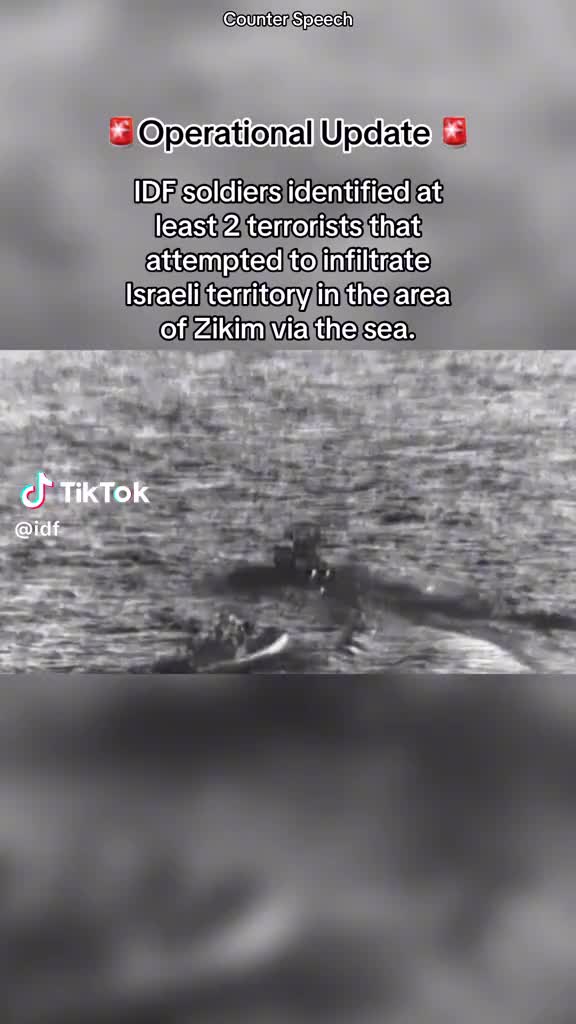 Counter Speech
🚨Operational Update 🚨
IDF soldiers identified at
least 2 terrorists that
attempted to infiltrate
Israeli territory in the area
of Zikim via the sea.
TikTok
@idf